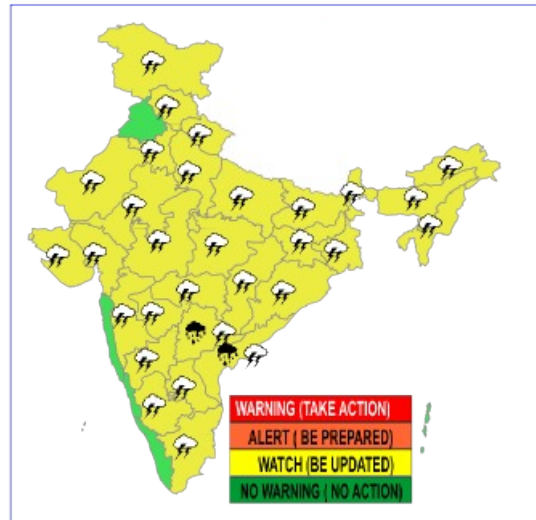 WARNING (TAKE ACTION)
ALERT ( BE PREPARED)
WATCH (BE UPDATED)
NO WARNING ( NO ACTION)